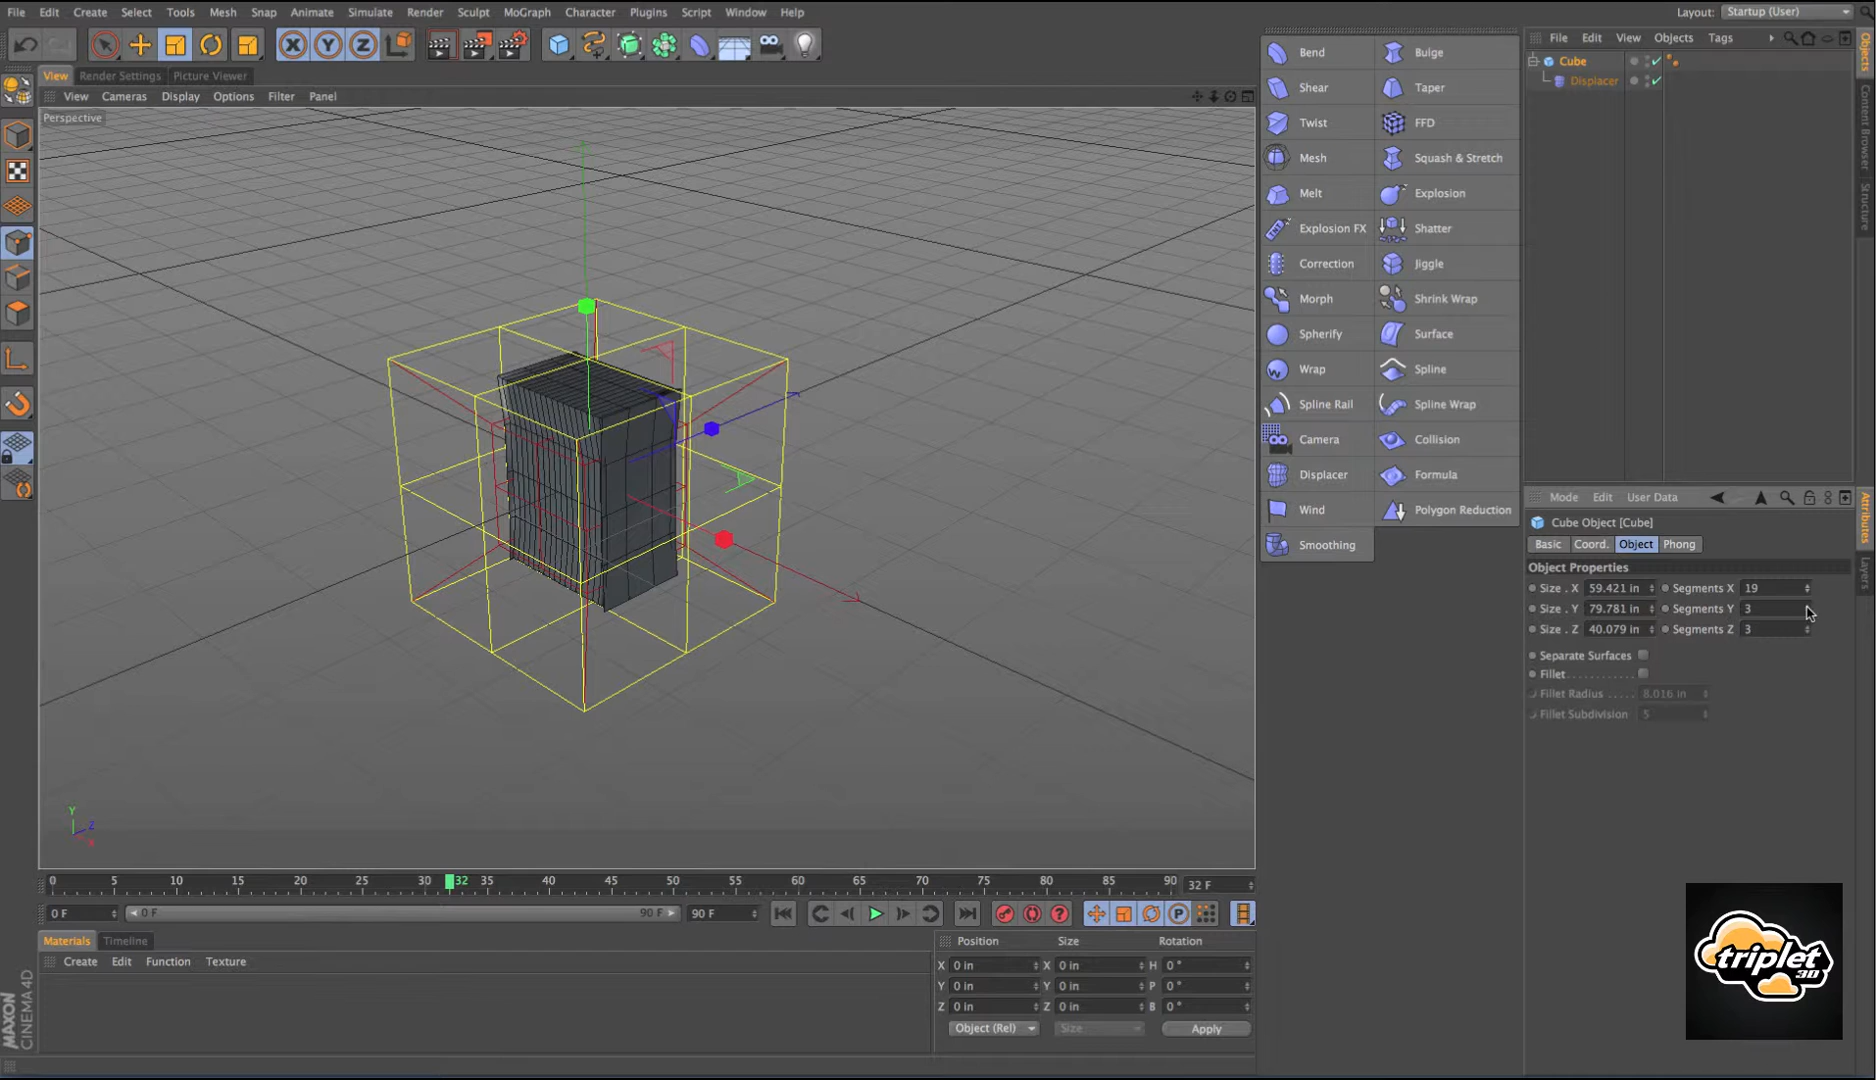 File Edit Create Select Tools Mesh Snap Animate Simulate Render Sculpt MoGraph Character Plugins Script Window Help
Layout: Startup (User)
View Render Settings Picture Viewer
View Cameras Display Options Filter Panel
Perspective
Bend Bulge
Shear Taper
Twist FFD
Mesh Squash & Stretch
Melt Explosion
Explosion FX Shatter
Correction Jiggle
Morph Shrink Wrap
Spherify Surface
Wrap Spline
Spline Rail Spline Wrap
Camera Collision
Displacer Formula
Wind Polygon Reduction
Smoothing
File Edit View Objects Tags
Cube
Displacer
Objects
Content Browser
Structure
Mode Edit User Data
Attributes
Layers
Cube Object [Cube]
Basic Coord. Object Phong
Object Properties
Size . X 59.421 in Segments X 19
Size . Y 79.781 in Segments Y 3
Size . Z 40.079 in Segments Z 3
Separate Surfaces
Fillet . . . . . . . . . . . .
Fillet Radius . . . . . 8.016 in
Fillet Subdivision 5
Y
Z
X
0 5 10 15 20 25 30 32 35 40 45 50 55 60 65 70 75 80 85 90 32 F
0 F 0 F 90 F 90 F
P
Materials Timeline
Create Edit Function Texture
Position Size Rotation
X 0 in X 0 in H 0 °
Y 0 in Y 0 in P 0 °
Z 0 in Z 0 in B 0 °
Object (Rel) Size Apply
MAXON
CINEMA 4D
triplet
3D